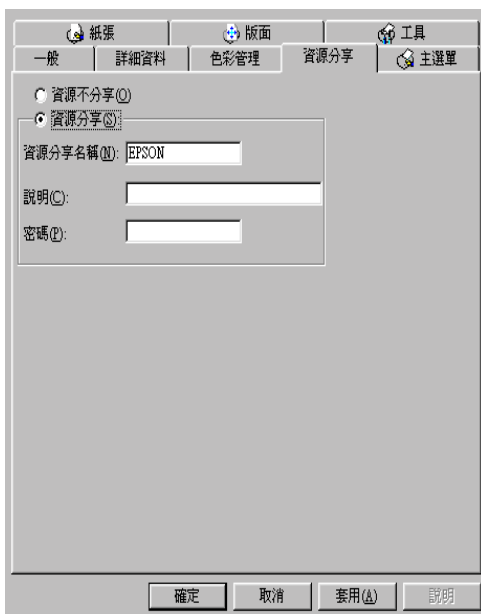 紙張 版面 工具
一般 詳細資料 色彩管理 資源分享 主選單
資源不分享(O)
資源分享(S):
資源分享名稱(N): EPSON
說明(C):
密碼(P):
確定 取消 套用(A) 說明